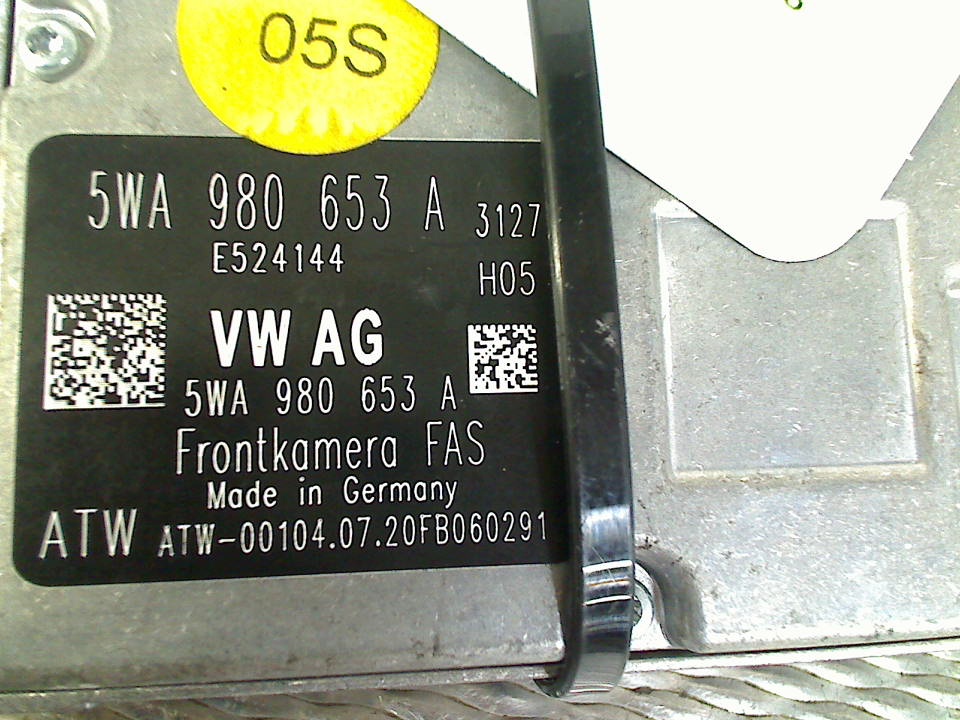 05S
5WA 980 653 A 3127
E524144 H05
VW AG
5WA 980 653 A
Frontkamera FAS
Made in Germany
ATW ATW-00104.07.20FB060291